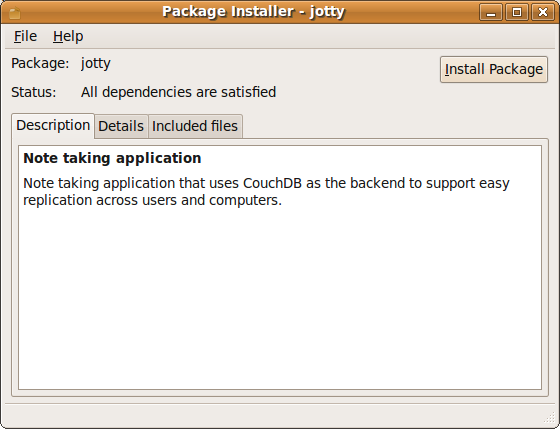 Package Installer - jotty
File Help
Package: jotty
Install Package
Status: All dependencies are satisfied
Description Details Included files
Note taking application
Note taking application that uses CouchDB as the backend to support easy
replication across users and computers.